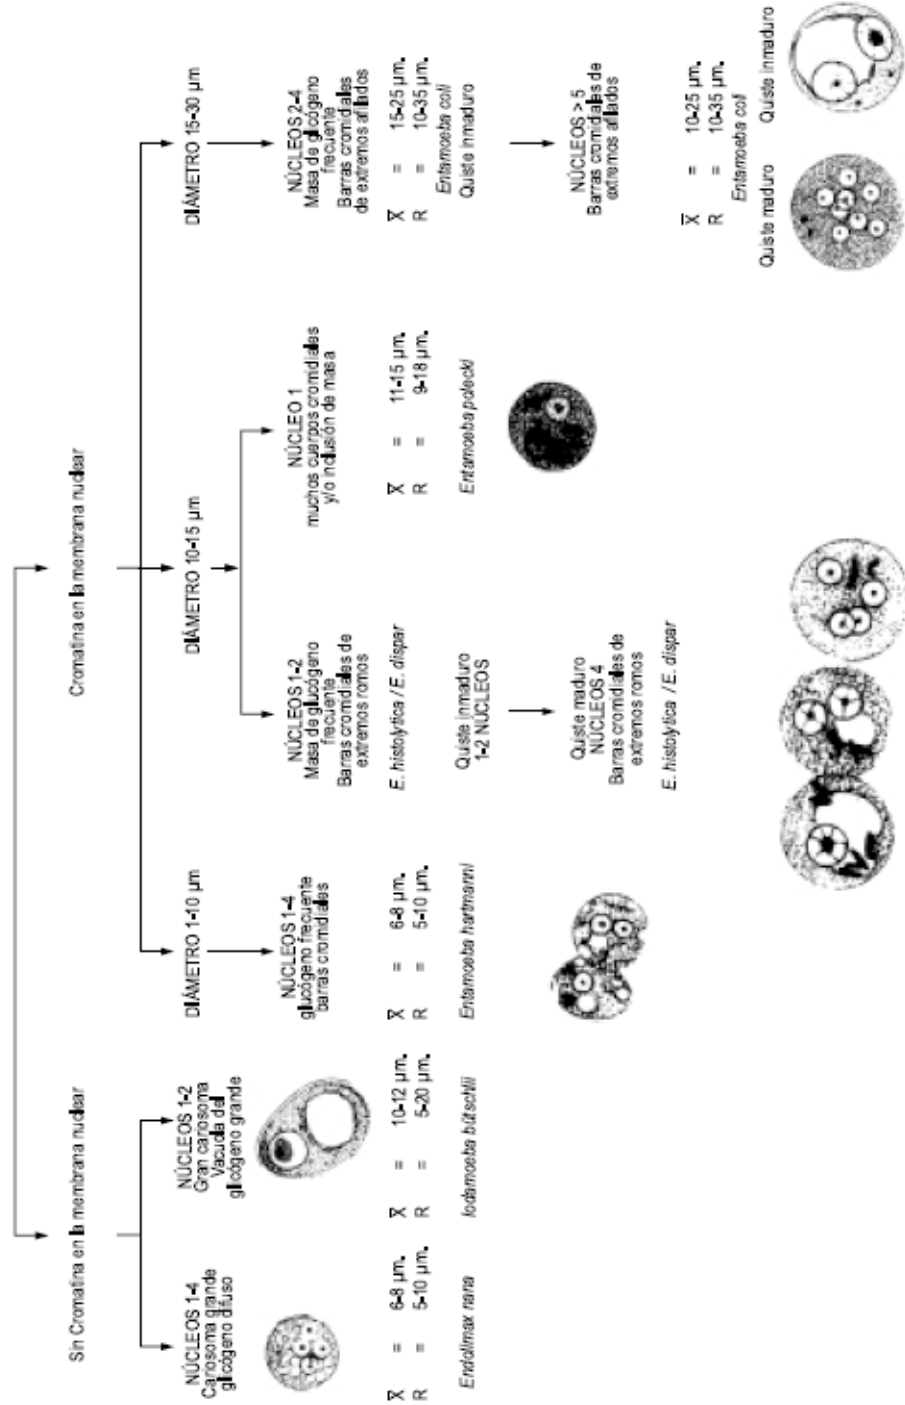 Sin Cromatina en la membrana nuclear
NÚCLEOS 1-4
Cariosoma grande
glicógeno difuso
X̅ = 6-8 µm.
R = 5-10 µm.
Endolimax nana
NÚCLEOS 1-2
Gran cariosoma
Vacuola del
glicógeno grande
X̅ = 10-12 µm.
R = 5-20 µm.
Iodamoeba bütschlii
Cromatina en la membrana nuclear
DIÁMETRO 1-10 µm
NÚCLEOS 1-4
glucógeno frecuente
barras cromidiales
X̅ = 6-8 µm.
R = 5-10 µm.
Entamoeba hartmanni
DIÁMETRO 10-15 µm
NÚCLEOS 1-2
Masa de glucógeno
frecuente
Barras cromidiales de
extremos romos
E. histolytica / E. dispar
Quiste inmaduro
1-2 NÚCLEOS
Quiste maduro
NÚCLEOS 4
Barras cromidiales de
extremos romos
E. histolytica / E. dispar
NÚCLEO 1
muchos cuerpos cromidiales
y/o inclusión de masa
X̅ = 11-15 µm.
R = 9-18 µm.
Entamoeba polecki
DIÁMETRO 15-30 µm
NÚCLEOS 2-4
Masa de glicógeno
frecuente
Barras cromidiales
de extremos afilados
X̅ = 15-25 µm.
R = 10-35 µm.
Entamoeba coli
Quiste inmaduro
NÚCLEOS > 5
Barras cromidiales de
extremos afilados
X̅ = 10-25 µm.
R = 10-35 µm.
Entamoeba coli
Quiste maduro
Quiste inmaduro